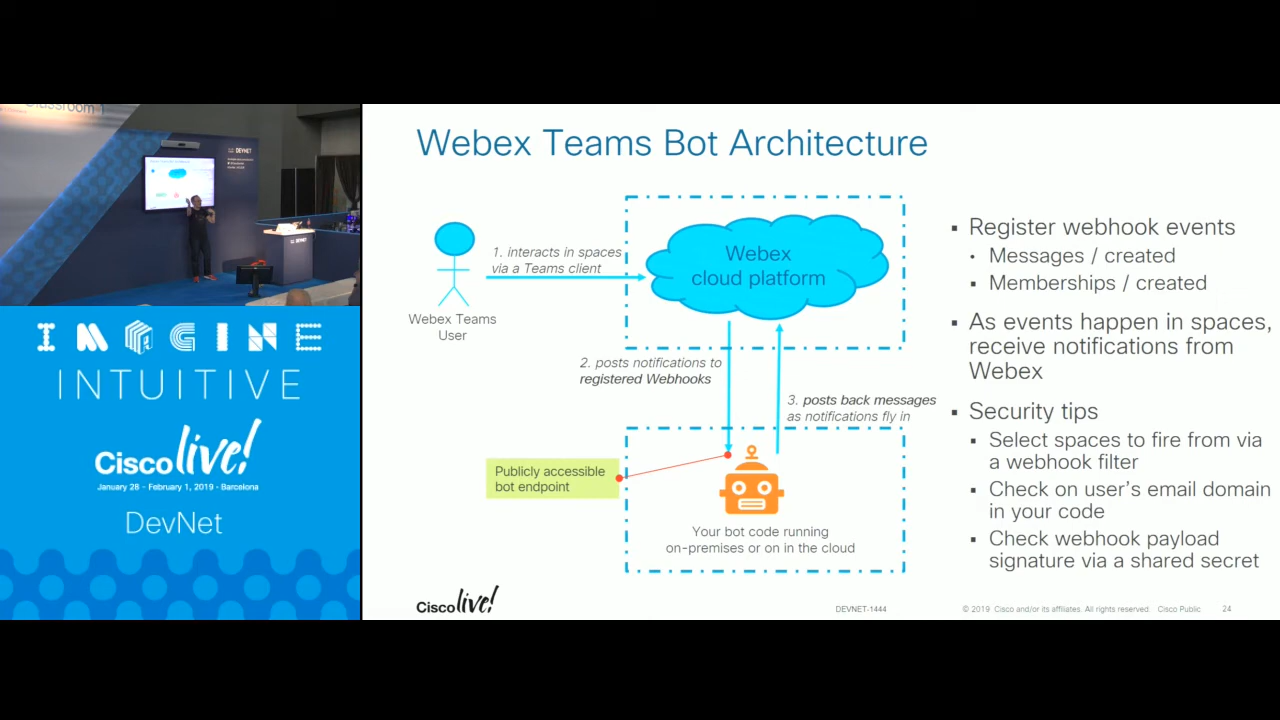 Classroom 1
DEVNET
DEVNET
IMAGINE
INTUITIVE
Cisco live!
January 28 - February 1, 2019 • Barcelona
DevNet
Webex Teams Bot Architecture
1. interacts in spaces
via a Teams client
Webex
cloud platform
Webex Teams
User
2. posts notifications to
registered Webhooks
3. posts back messages
as notifications fly in
Publicly accessible
bot endpoint
Your bot code running
on-premises or on in the cloud
▪ Register webhook events
• Messages / created
▪ Memberships / created
▪ As events happen in spaces,
receive notifications from
Webex
▪ Security tips
▪ Select spaces to fire from via
a webhook filter
▪ Check on user's email domain
in your code
▪ Check webhook payload
signature via a shared secret
Cisco live!
DEVNET-1444
© 2019 Cisco and/or its affiliates. All rights reserved. Cisco Public
24